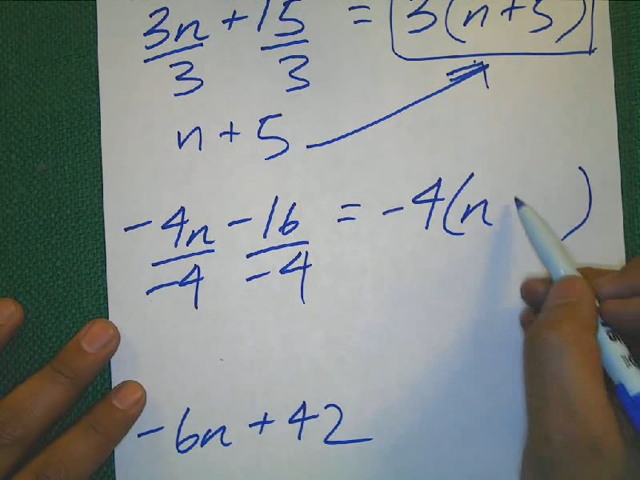 3n/3 + 15/3 = 3(n+5)
n + 5
-4n/-4 -16/-4 = -4(n )
-6n + 42